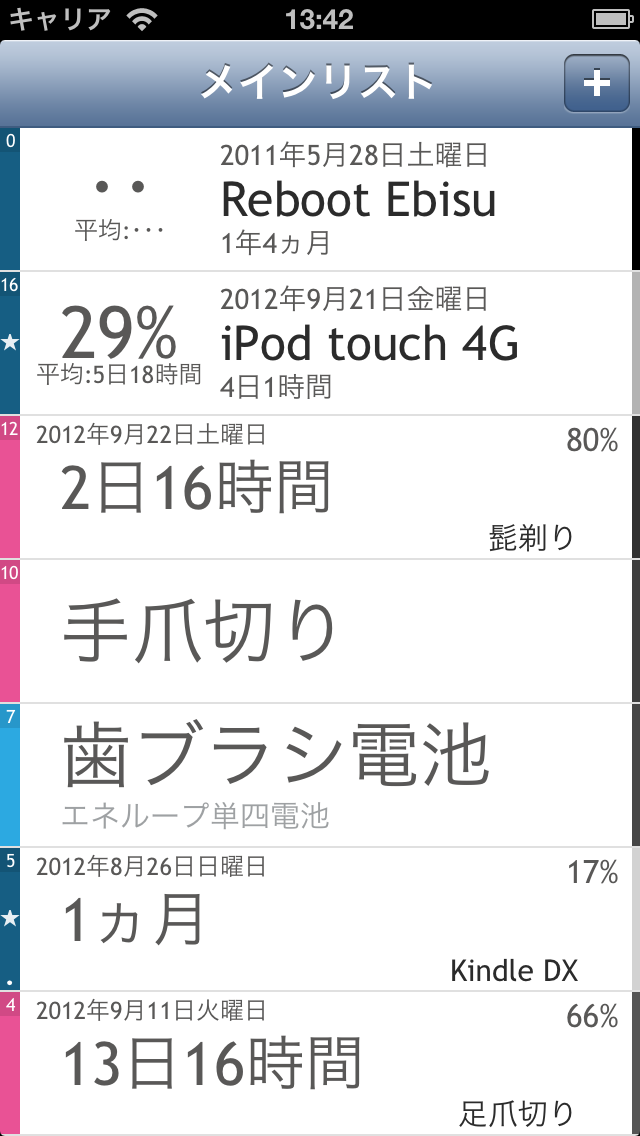 キャリア 13:42
メインリスト +
0
2011年5月28日土曜日
Reboot Ebisu
平均:･･･
1年4ヵ月
16
2012年9月21日金曜日
29%
iPod touch 4G
平均:5日18時間
4日1時間
12
2012年9月22日土曜日
80%
2日16時間
髭剃り
10
手爪切り
7
歯ブラシ電池
エネループ単四電池
5
2012年8月26日日曜日
17%
1ヵ月
Kindle DX
4
2012年9月11日火曜日
66%
13日16時間
足爪切り